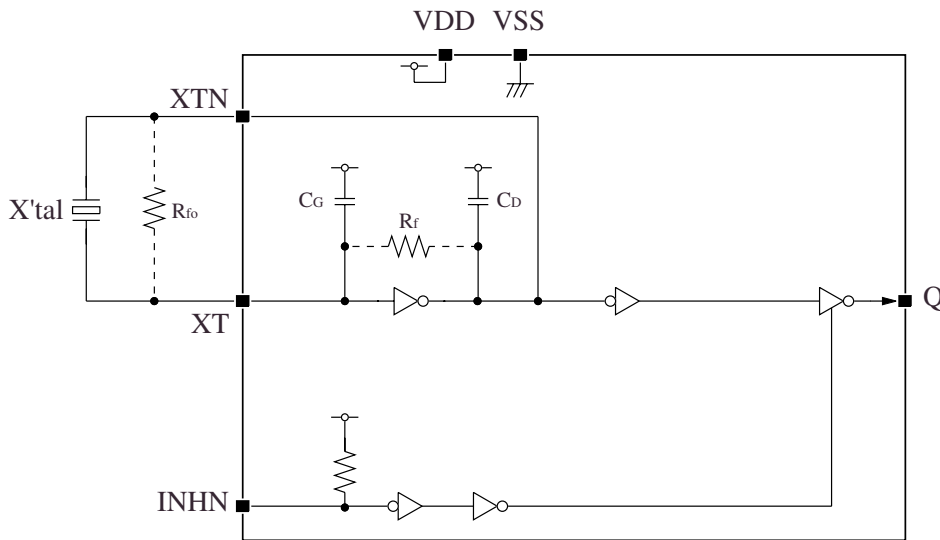 VDD VSS
XTN
CG
Rf
CD
X'tal
Rfo
XT
Q
INHN